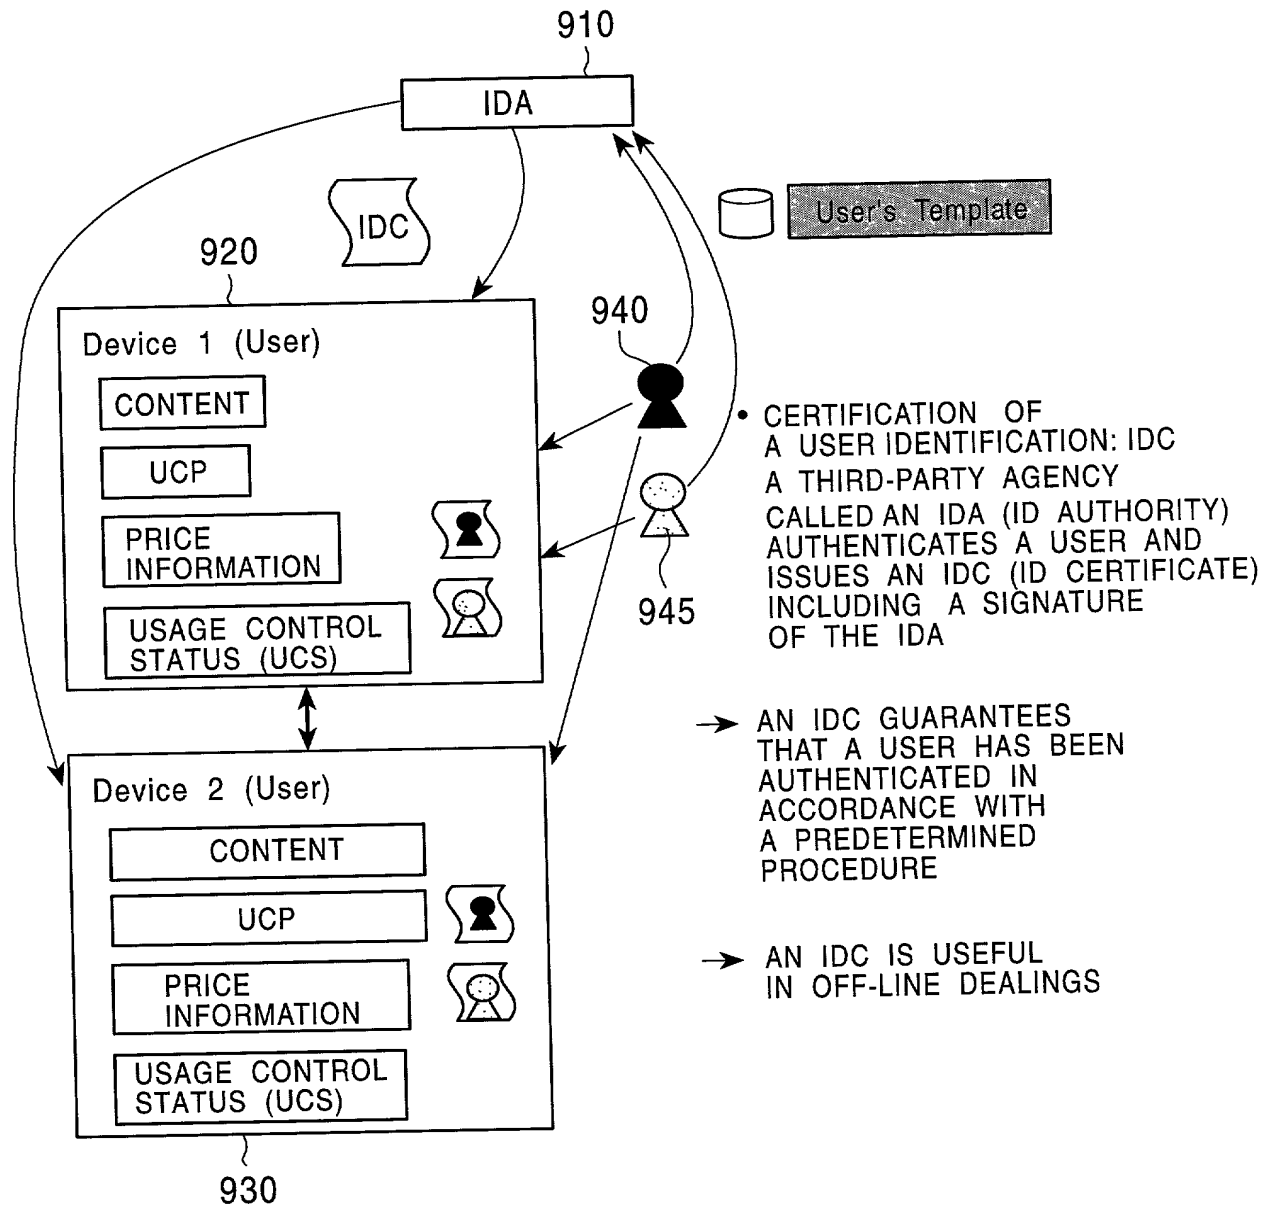 910
IDA
User's Template
IDC
920
940
Device 1 (User)
CONTENT
UCP
PRICE
INFORMATION
USAGE CONTROL
STATUS (UCS)
945
• CERTIFICATION OF
A USER IDENTIFICATION: IDC
A THIRD-PARTY AGENCY
CALLED AN IDA (ID AUTHORITY)
AUTHENTICATES A USER AND
ISSUES AN IDC (ID CERTIFICATE)
INCLUDING A SIGNATURE
OF THE IDA
→ AN IDC GUARANTEES
THAT A USER HAS BEEN
AUTHENTICATED IN
ACCORDANCE WITH
A PREDETERMINED
PROCEDURE
→ AN IDC IS USEFUL
IN OFF-LINE DEALINGS
Device 2 (User)
CONTENT
UCP
PRICE
INFORMATION
USAGE CONTROL
STATUS (UCS)
930